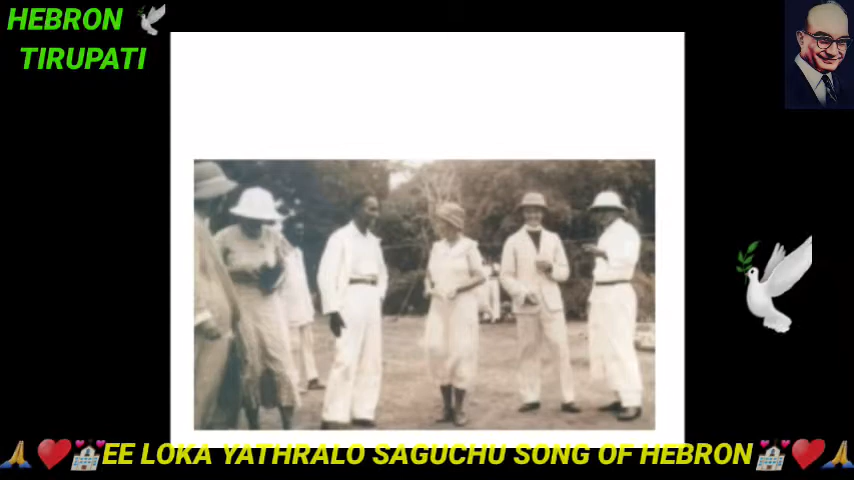 HEBRON 🕊
TIRUPATI
🙏❤️💒EE LOKA YATHRALO SAGUCHU SONG OF HEBRON💒❤️🙏